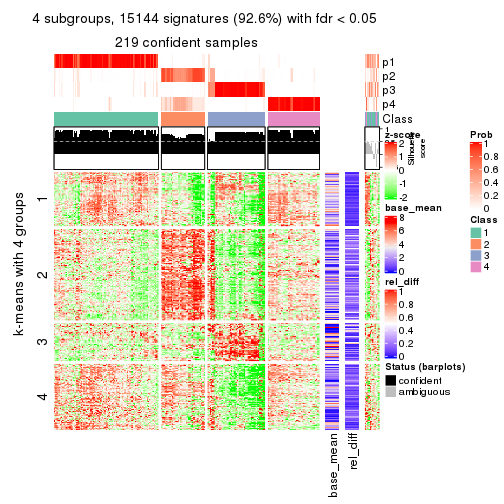 4 subgroups, 15144 signatures (92.6%) with fdr < 0.05
219 confident samples
p1
p2
p3
p4
Class
1
Silhouette
score
z-score
2
1
0
-1
-2
base_mean
8
6
4
2
0
rel_diff
1
0.8
0.6
0.4
0.2
0
Status (barplots)
confident
ambiguous
Prob
1
0.8
0.6
0.4
0.2
0
Class
1
2
3
4
k-means with 4 groups
1
2
3
4
base_mean
rel_diff